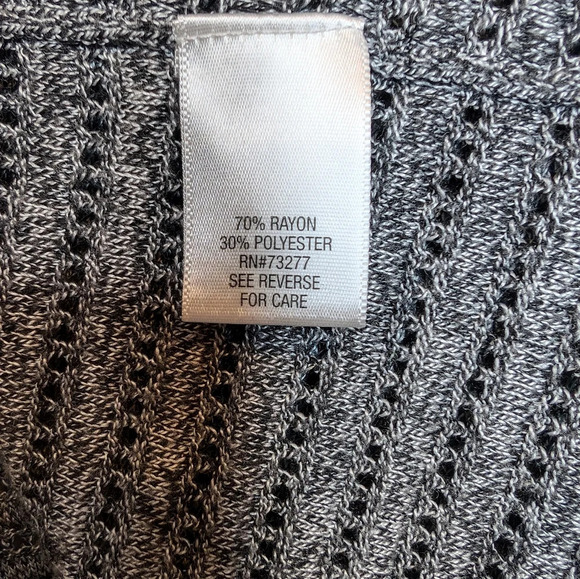 70% RAYON
30% POLYESTER
RN#73277
SEE REVERSE
FOR CARE